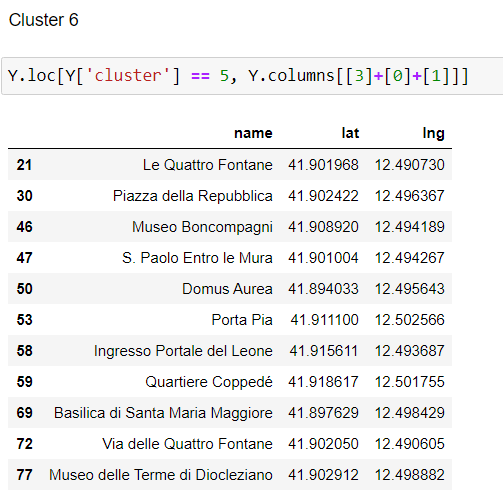 Cluster 6
Y.loc[Y['cluster'] == 5, Y.columns[[3]+[0]+[1]]]
name lat lng
21 Le Quattro Fontane 41.901968 12.490730
30 Piazza della Repubblica 41.902422 12.496367
46 Museo Boncompagni 41.908920 12.494189
47 S. Paolo Entro le Mura 41.901004 12.494267
50 Domus Aurea 41.894033 12.495643
53 Porta Pia 41.911100 12.502566
58 Ingresso Portale del Leone 41.915611 12.493687
59 Quartiere Coppedé 41.918617 12.501755
69 Basilica di Santa Maria Maggiore 41.897629 12.498429
72 Via delle Quattro Fontane 41.902050 12.490605
77 Museo delle Terme di Diocleziano 41.902912 12.498882